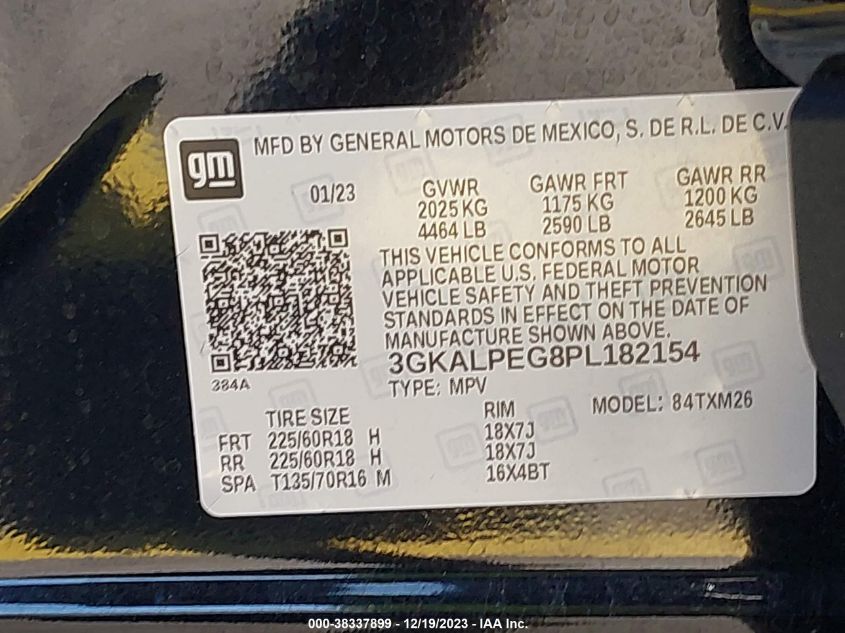 gm
MFD BY GENERAL MOTORS DE MEXICO, S. DE R.L. DE C.V.
01/23
GVWR GAWR FRT GAWR RR
2025 KG 1175 KG 1200 KG
4464 LB 2590 LB 2645 LB
THIS VEHICLE CONFORMS TO ALL
APPLICABLE U.S. FEDERAL MOTOR
VEHICLE SAFETY AND THEFT PREVENTION
STANDARDS IN EFFECT ON THE DATE OF
MANUFACTURE SHOWN ABOVE.
3GKALPEG8PL182154
384A
TYPE: MPV MODEL: 84TXM26
TIRE SIZE RIM
FRT 225/60R18 H 18X7J
RR 225/60R18 H 18X7J
SPA T135/70R16 M 16X4BT
000-38337899 - 12/19/2023 - IAA Inc.